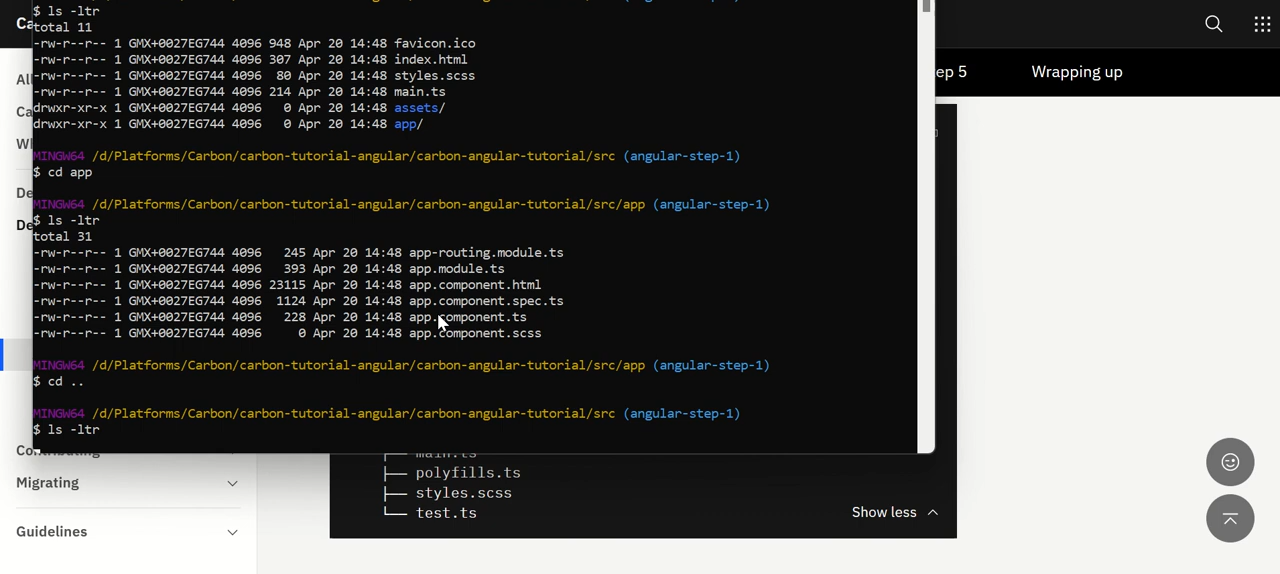 $ ls -ltr
total 11
-rw-r--r-- 1 GMX+0027EG744 4096 948 Apr 20 14:48 favicon.ico
-rw-r--r-- 1 GMX+0027EG744 4096 307 Apr 20 14:48 index.html
-rw-r--r-- 1 GMX+0027EG744 4096  80 Apr 20 14:48 styles.scss
-rw-r--r-- 1 GMX+0027EG744 4096 214 Apr 20 14:48 main.ts
drwxr-xr-x 1 GMX+0027EG744 4096   0 Apr 20 14:48 assets/
drwxr-xr-x 1 GMX+0027EG744 4096   0 Apr 20 14:48 app/
MINGW64 /d/Platforms/Carbon/carbon-tutorial-angular/carbon-angular-tutorial/src (angular-step-1)
$ cd app
MINGW64 /d/Platforms/Carbon/carbon-tutorial-angular/carbon-angular-tutorial/src/app (angular-step-1)
$ ls -ltr
total 31
-rw-r--r-- 1 GMX+0027EG744 4096   245 Apr 20 14:48 app-routing.module.ts
-rw-r--r-- 1 GMX+0027EG744 4096   393 Apr 20 14:48 app.module.ts
-rw-r--r-- 1 GMX+0027EG744 4096 23115 Apr 20 14:48 app.component.html
-rw-r--r-- 1 GMX+0027EG744 4096  1124 Apr 20 14:48 app.component.spec.ts
-rw-r--r-- 1 GMX+0027EG744 4096   228 Apr 20 14:48 app.component.ts
-rw-r--r-- 1 GMX+0027EG744 4096     0 Apr 20 14:48 app.component.scss
MINGW64 /d/Platforms/Carbon/carbon-tutorial-angular/carbon-angular-tutorial/src/app (angular-step-1)
$ cd ..
MINGW64 /d/Platforms/Carbon/carbon-tutorial-angular/carbon-angular-tutorial/src (angular-step-1)
$ ls -ltr
ep 5
Wrapping up
main.ts
polyfills.ts
styles.scss
test.ts
Show less
Contributing
Migrating
Guidelines